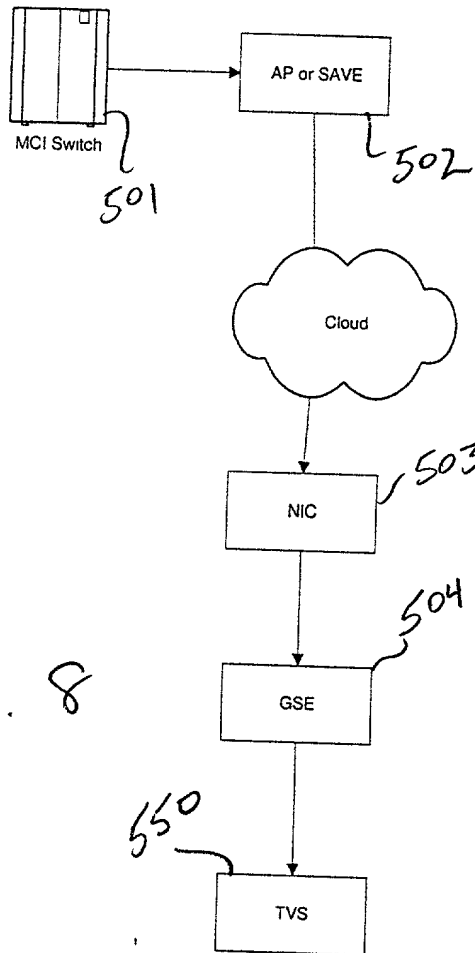 AP or SAVE
MCI Switch
501
502
Cloud
503
NIC
504
GSE
. 8
550
TVS